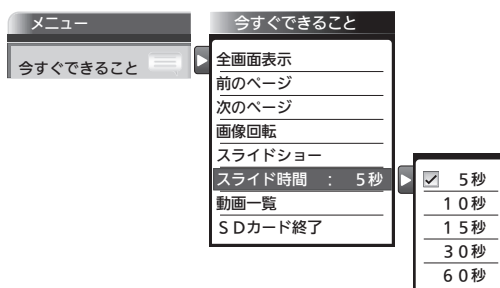 メニュー
今すぐできること
今すぐできること
全画面表示
前のページ
次のページ
画像回転
スライドショー
スライド時間 : 5秒
動画一覧
SDカード終了
5秒
10秒
15秒
30秒
60秒